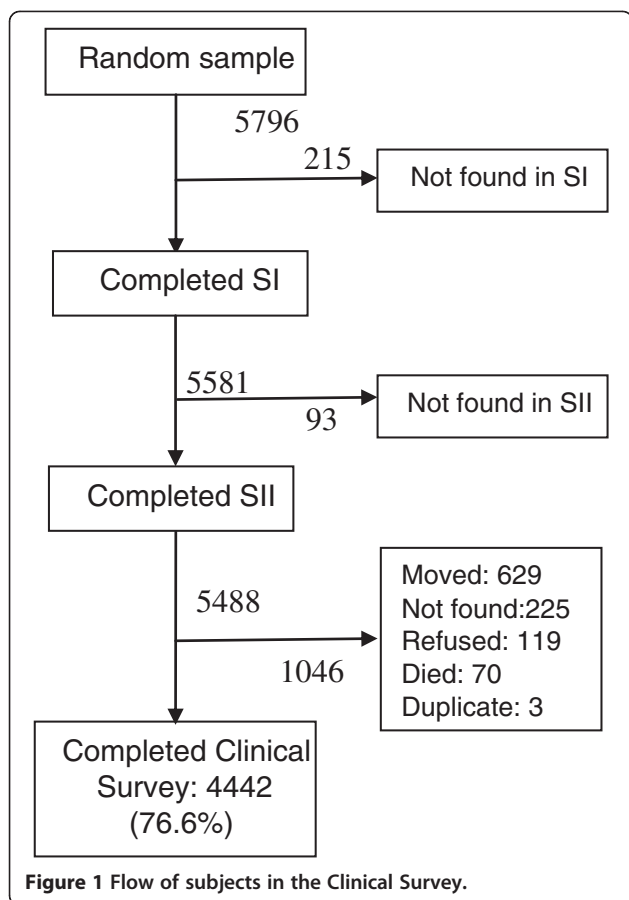 Random sample
5796
215
Not found in SI
Completed SI
5581
93
Not found in SII
Completed SII
5488
1046
Moved: 629
Not found:225
Refused: 119
Died: 70
Duplicate: 3
Completed Clinical
Survey: 4442
(76.6%)
Figure 1 Flow of subjects in the Clinical Survey.